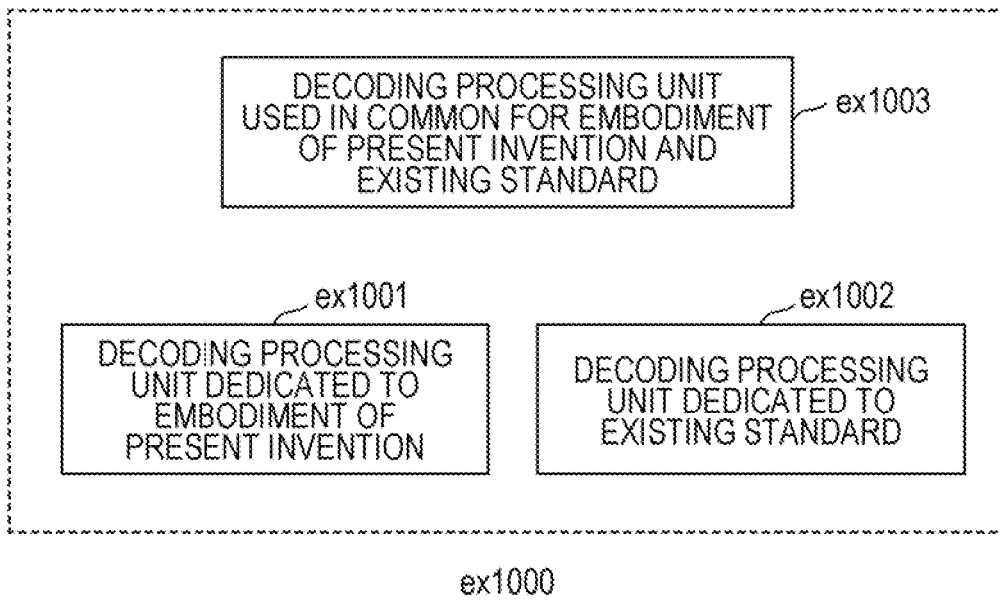 DECODING PROCESSING UNIT
USED IN COMMON FOR EMBODIMENT
OF PRESENT INVENTION AND
EXISTING STANDARD
ex1003
ex1001
DECODING PROCESSING
UNIT DEDICATED TO
EMBODIMENT OF
PRESENT INVENTION
ex1002
DECODING PROCESSING
UNIT DEDICATED TO
EXISTING STANDARD
ex1000